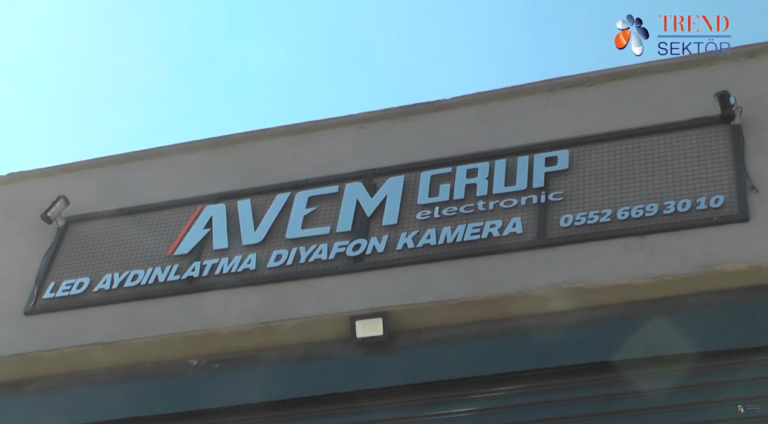 TREND
SEKTÖR
AVEM GRUP
electronic
LED AYDINLATMA DIYAFON KAMERA
0552 669 30 10